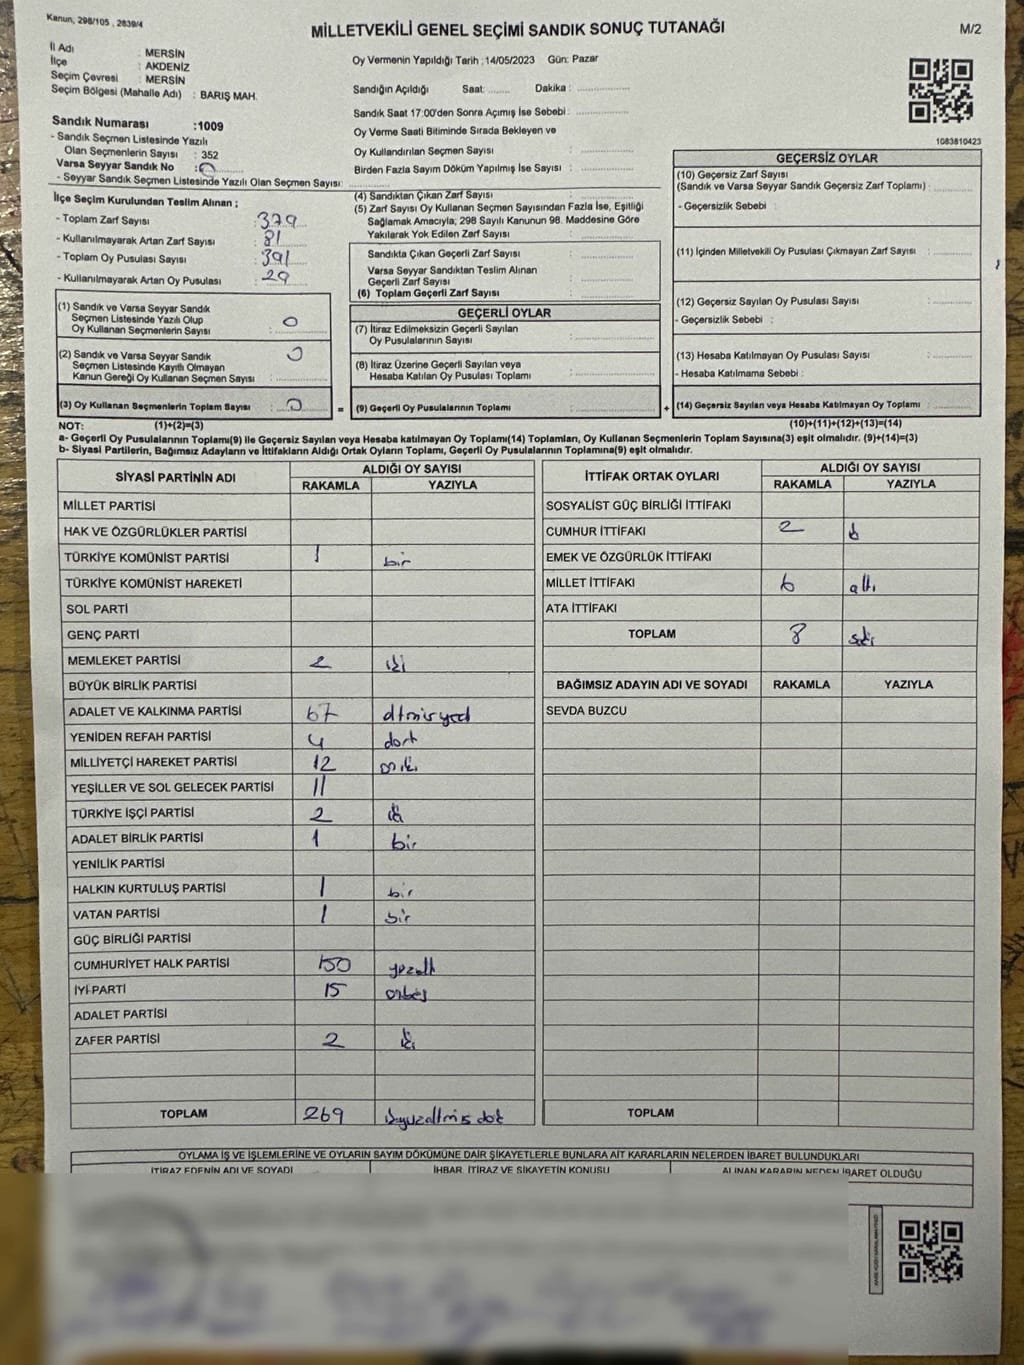 Kanun, 298/105 , 2839/4
MİLLETVEKİLİ GENEL SEÇİMİ SANDIK SONUÇ TUTANAĞI
M/2
İl Adı : MERSİN
İlçe : AKDENİZ
Seçim Çevresi : MERSİN
Seçim Bölgesi (Mahalle Adı) : BARIŞ MAH.
Sandık Numarası :1009
- Sandık Seçmen Listesinde Yazılı
Olan Seçmenlerin Sayısı : 352
Varsa Seyyar Sandık No : 0
- Seyyar Sandık Seçmen Listesinde Yazılı Olan Seçmen Sayısı:
İlçe Seçim Kurulundan Teslim Alınan ;
- Toplam Zarf Sayısı : 379
- Kullanılmayarak Artan Zarf Sayısı : 81
- Toplam Oy Pusulası Sayısı : 391
- Kullanılmayarak Artan Oy Pusulası : 29
Oy Vermenin Yapıldığı Tarih : 14/05/2023 Gün: Pazar
Sandığın Açıldığı Saat: Dakika :
Sandık Saat 17:00'den Sonra Açımış İse Sebebi :
Oy Verme Saati Bitiminde Sırada Bekleyen ve
Oy Kullandırılan Seçmen Sayısı :
Birden Fazla Sayım Döküm Yapılmış İse Sayısı :
(4) Sandıktan Çıkan Zarf Sayısı :
(5) Zarf Sayısı Oy Kullanan Seçmen Sayısından Fazla İse, Eşitliği
Sağlamak Amacıyla; 298 Sayılı Kanunun 98. Maddesine Göre
Yakılarak Yok Edilen Zarf Sayısı :
Sandıkta Çıkan Geçerli Zarf Sayısı :
Varsa Seyyar Sandıktan Teslim Alınan
Geçerli Zarf Sayısı :
(6) Toplam Geçerli Zarf Sayısı :
1083810423
GEÇERSİZ OYLAR
(10) Geçersiz Zarf Sayısı
(Sandık ve Varsa Seyyar Sandık Geçersiz Zarf Toplamı) :
- Geçersizlik Sebebi :
(11) İçinden Milletvekili Oy Pusulası Çıkmayan Zarf Sayısı :
(12) Geçersiz Sayılan Oy Pusulası Sayısı :
- Geçersizlik Sebebi :
(13) Hesaba Katılmayan Oy Pusulası Sayısı :
- Hesaba Katılmama Sebebi :
(1) Sandık ve Varsa Seyyar Sandık
Seçmen Listesinde Yazılı Olup
Oy Kullanan Seçmenlerin Sayısı : 0
(2) Sandık ve Varsa Seyyar Sandık
Seçmen Listesinde Kayıtlı Olmayan
Kanun Gereği Oy Kullanan Seçmen Sayısı : 0
GEÇERLİ OYLAR
(7) İtiraz Edilmeksizin Geçerli Sayılan
Oy Pusulalarının Sayısı :
(8) İtiraz Üzerine Geçerli Sayılan veya
Hesaba Katılan Oy Pusulası Toplamı :
(3) Oy Kullanan Seçmenlerin Toplam Sayısı : 0 = (9) Geçerli Oy Pusulalarının Toplamı : + (14) Geçersiz Sayılan veya Hesaba Katılmayan Oy Toplamı :
NOT: (1)+(2)=(3) (10)+(11)+(12)+(13)=(14)
a- Geçerli Oy Pusulalarının Toplamı(9) ile Geçersiz Sayılan veya Hesaba katılmayan Oy Toplamı(14) Toplamları, Oy Kullanan Seçmenlerin Toplam Sayısına(3) eşit olmalıdır. (9)+(14)=(3)
b- Siyasi Partilerin, Bağımsız Adayların ve İttifakların Aldığı Ortak Oyların Toplamı, Geçerli Oy Pusulalarının Toplamına(9) eşit olmalıdır.
SİYASİ PARTİNİN ADI ALDIĞI OY SAYISI
RAKAMLA YAZIYLA
MİLLET PARTİSİ
HAK VE ÖZGÜRLÜKLER PARTİSİ
TÜRKİYE KOMÜNİST PARTİSİ 1 bir
TÜRKİYE KOMÜNİST HAREKETİ
SOL PARTİ
GENÇ PARTİ
MEMLEKET PARTİSİ 2 iki
BÜYÜK BİRLİK PARTİSİ
ADALET VE KALKINMA PARTİSİ 67
YENİDEN REFAH PARTİSİ 4 dört
MİLLİYETÇİ HAREKET PARTİSİ 12 oniki
YEŞİLLER VE SOL GELECEK PARTİSİ 11
TÜRKİYE İŞÇİ PARTİSİ 2 iki
ADALET BİRLİK PARTİSİ 1 bir
YENİLİK PARTİSİ
HALKIN KURTULUŞ PARTİSİ 1 bir
VATAN PARTİSİ 1 bir
GÜÇ BİRLİĞİ PARTİSİ
CUMHURİYET HALK PARTİSİ 150
İYİ PARTİ 15 onbeş
ADALET PARTİSİ
ZAFER PARTİSİ 2 iki
TOPLAM 269
İTTİFAK ORTAK OYLARI ALDIĞI OY SAYISI
RAKAMLA YAZIYLA
SOSYALİST GÜÇ BİRLİĞİ İTTİFAKI
CUMHUR İTTİFAKI 2
EMEK VE ÖZGÜRLÜK İTTİFAKI
MİLLET İTTİFAKI 6 altı
ATA İTTİFAKI
TOPLAM 8 sekiz
BAĞIMSIZ ADAYIN ADI VE SOYADI RAKAMLA YAZIYLA
SEVDA BUZCU
TOPLAM
OYLAMA İŞ VE İŞLEMLERİNE VE OYLARIN SAYIM DÖKÜMÜNE DAİR ŞİKAYETLERLE BUNLARA AİT KARARLARIN NELERDEN İBARET BULUNDUKLARI
İTİRAZ EDENİN ADI VE SOYADI İHBAR, İTİRAZ VE ŞİKAYETİN KONUSU ALINAN KARARIN NEDEN İBARET OLDUĞU